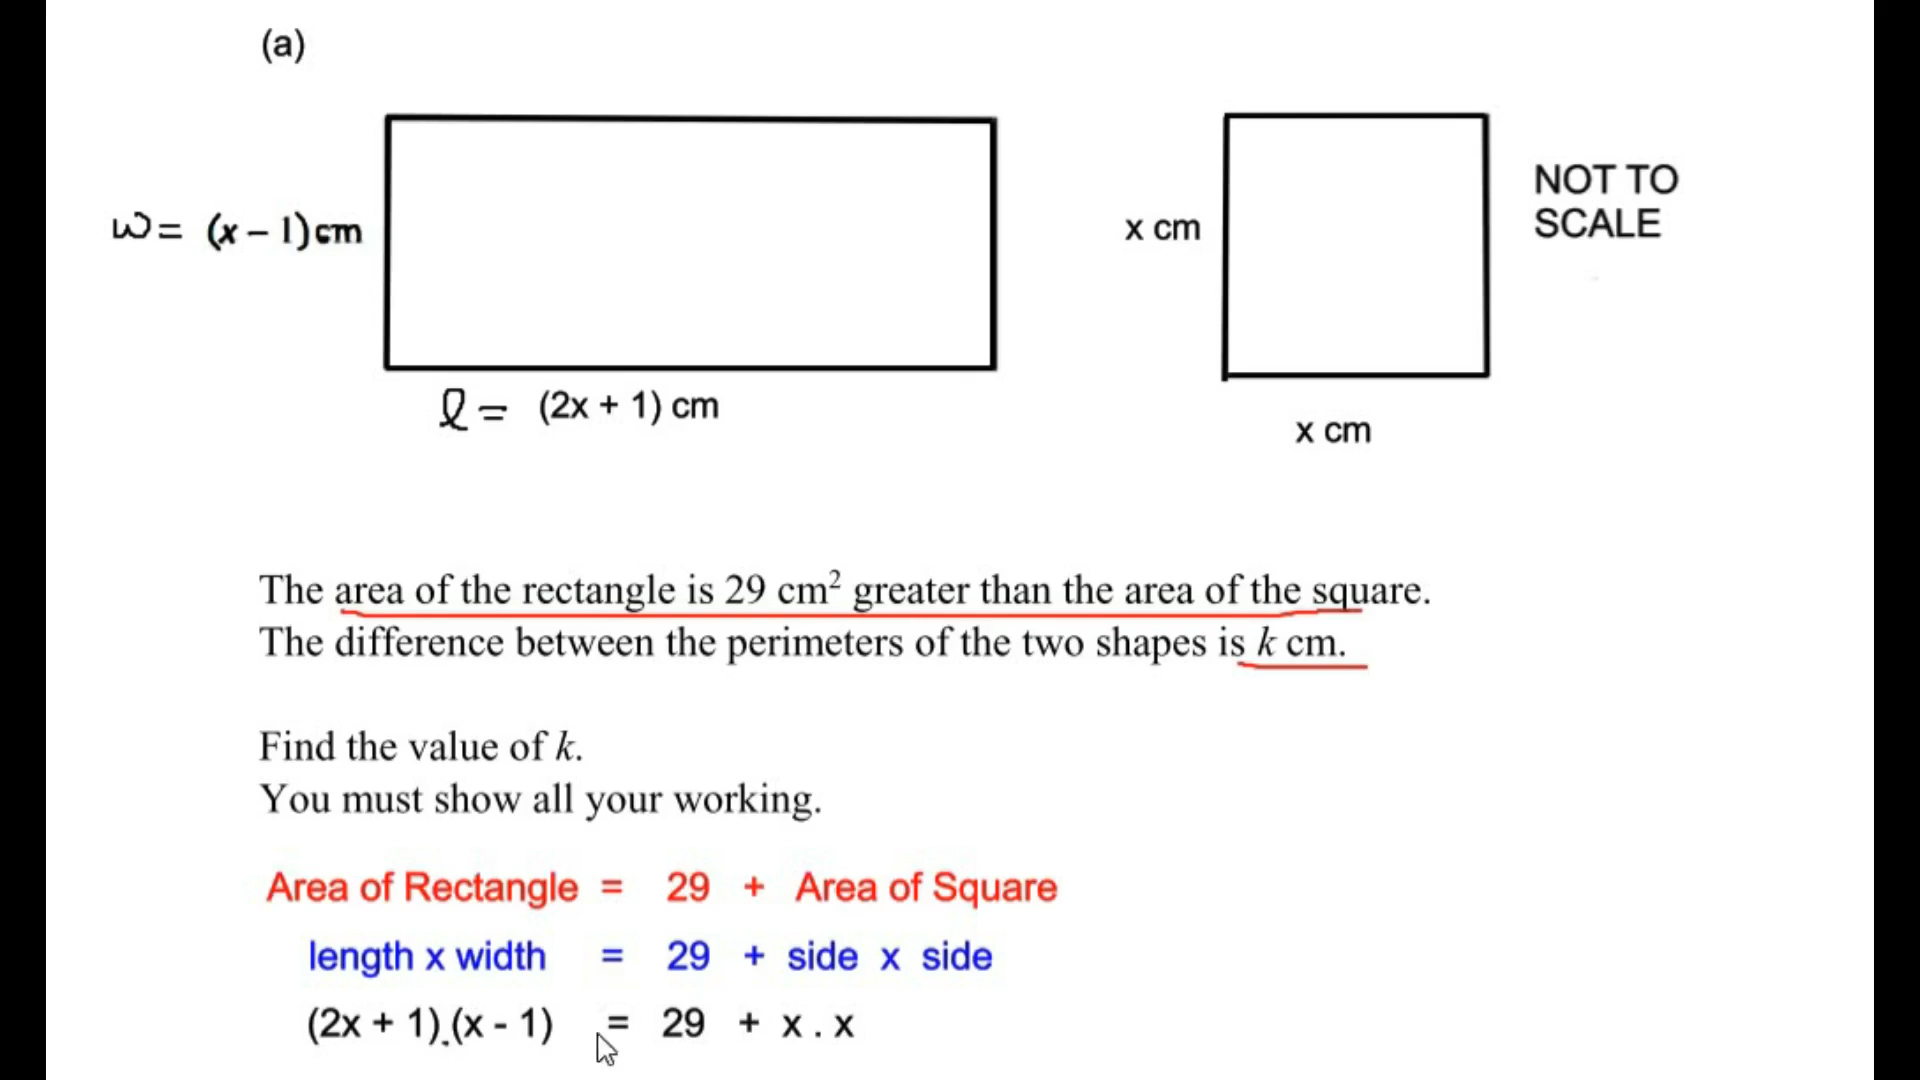 (a)
w = (x – 1) cm
x cm
NOT TO
SCALE
l = (2x + 1) cm
x cm
The area of the rectangle is 29 cm² greater than the area of the square.
The difference between the perimeters of the two shapes is k cm.
Find the value of k.
You must show all your working.
Area of Rectangle = 29 + Area of Square
length x width = 29 + side x side
(2x + 1).(x - 1) = 29 + x . x